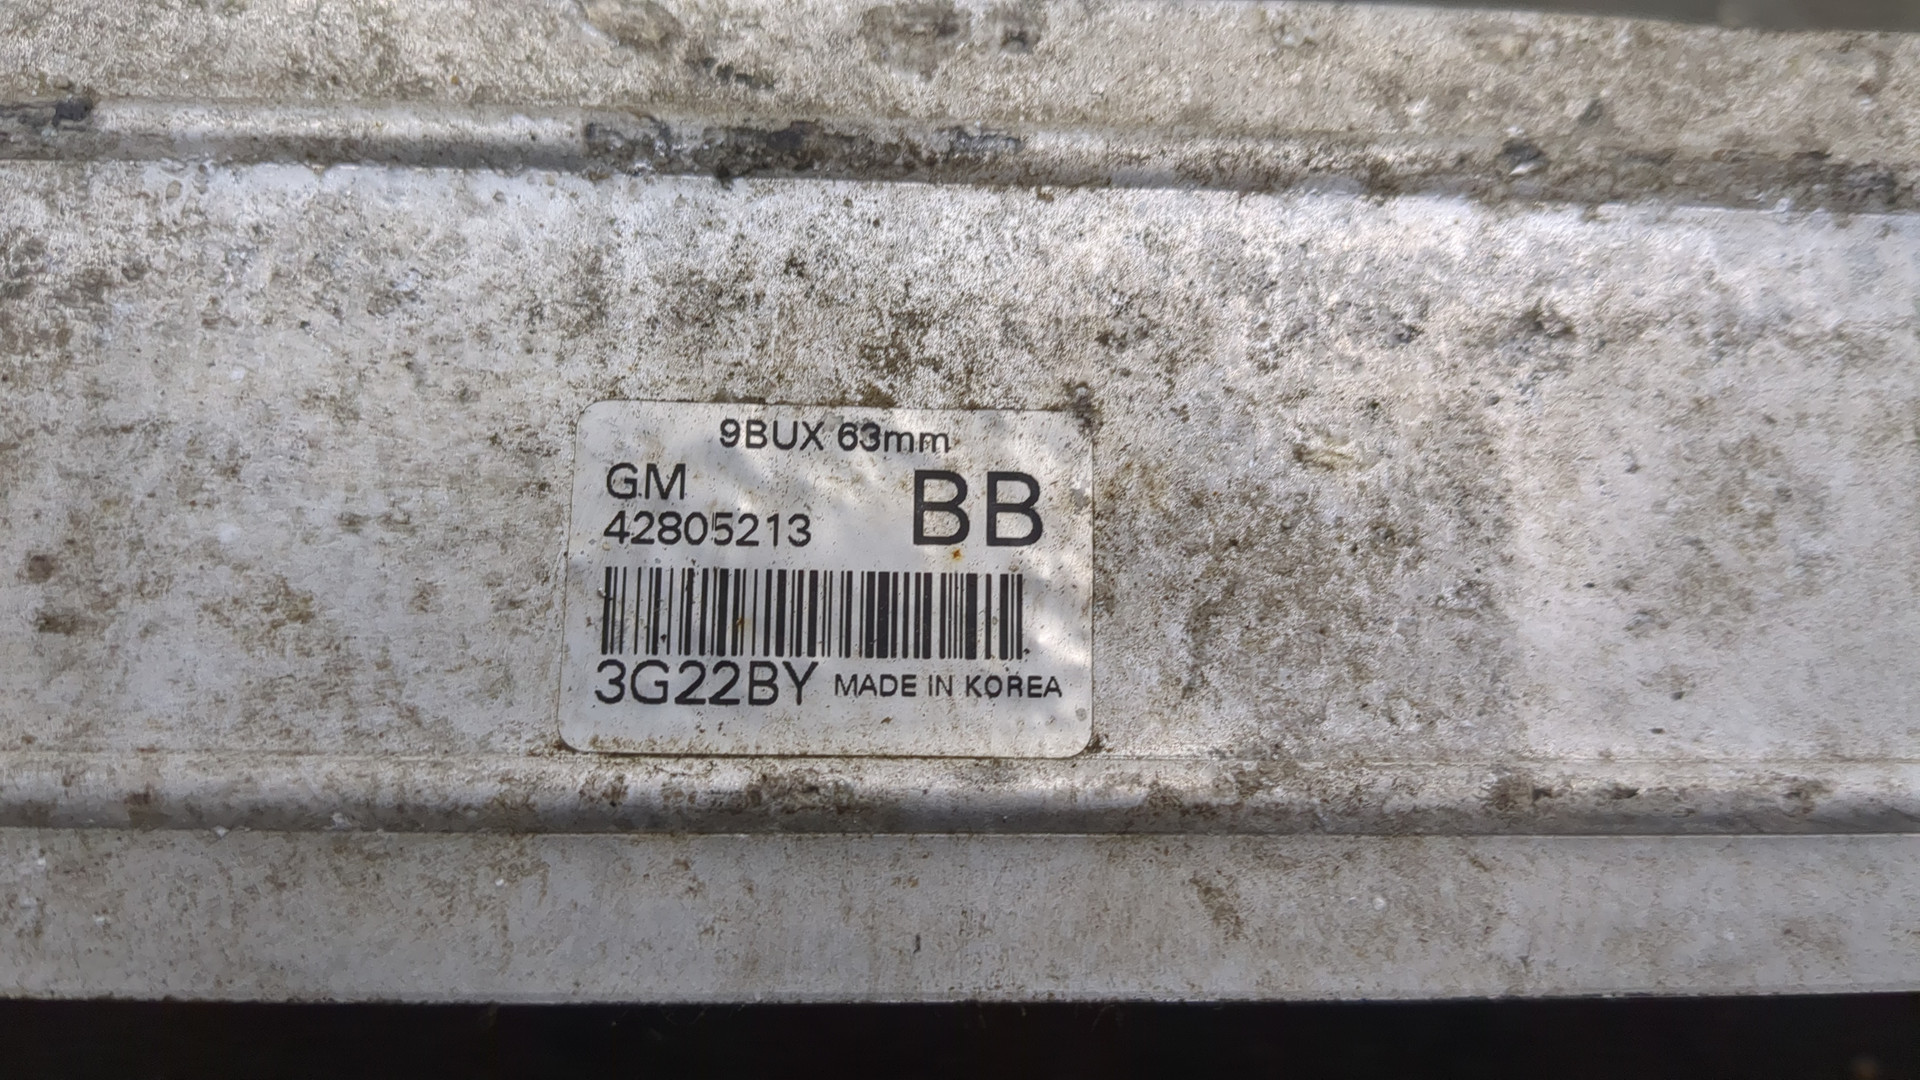 9BUX 63mm
GM BB
42805213
3G22BY MADE IN KOREA